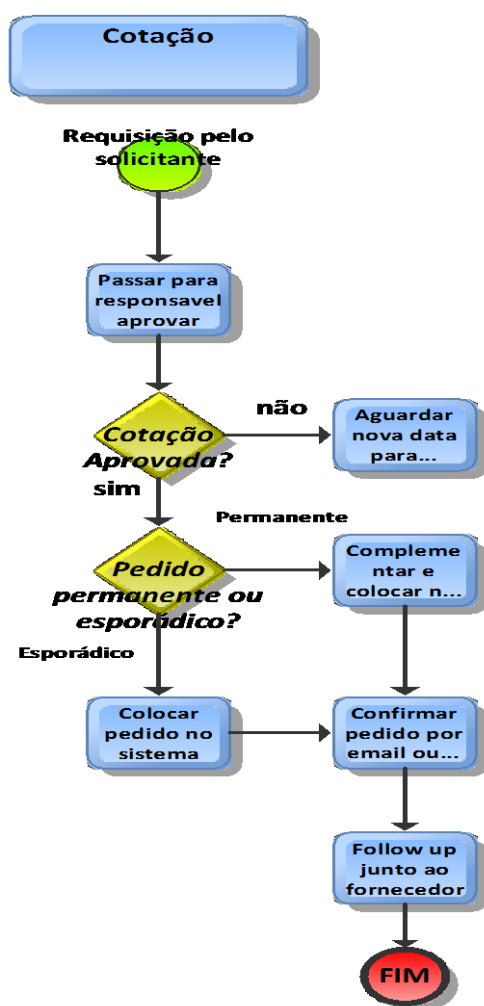 Cotação
Requisição pelo
solicitante
Passar para
responsavel
aprovar
não
Cotação
Aprovada?
Aguardar
nova data
para...
sim
Permanente
Pedido
permanente ou
esporádico?
Compleme
ntar e
colocar n...
Esporádico
Colocar
pedido no
sistema
Confirmar
pedido por
email ou...
Follow up
junto ao
fornecedor
FIM